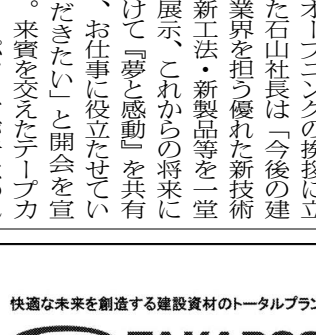 オープニングの挨拶に立
た石山社長は「今後の建
業界を担う優れた新技術
新工法・新製品等を一堂
展示、これからの将来に
けて『夢と感動』を共有
、お仕事に役立たせてい
だきたい」と開会を宣
。来賓を交えたテープカ
快適な未来を創造する建設資材のトータルプラン